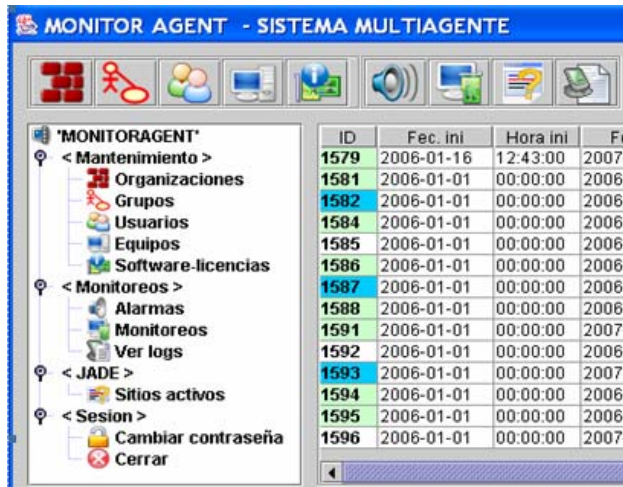 MONITOR AGENT - SISTEMA MULTIAGENTE
'MONITORAGENT'
< Mantenimiento >
Organizaciones
Grupos
Usuarios
Equipos
Software-licencias
< Monitoreos >
Alarmas
Monitoreos
Ver logs
< JADE >
Sitios activos
< Sesion >
Cambiar contraseña
Cerrar
ID Fec. ini Hora ini Fe
1579 2006-01-16 12:43:00 2007
1581 2006-01-01 00:00:00 2006
1582 2006-01-01 00:00:00 2006
1584 2006-01-01 00:00:00 2006
1585 2006-01-01 00:00:00 2006
1586 2006-01-01 00:00:00 2006
1587 2006-01-01 00:00:00 2006
1588 2006-01-01 00:00:00 2006
1591 2006-01-01 00:00:00 2007
1592 2006-01-01 00:00:00 2006
1593 2006-01-01 00:00:00 2007
1594 2006-01-01 00:00:00 2006
1595 2006-01-01 00:00:00 2006
1596 2006-01-01 00:00:00 2007